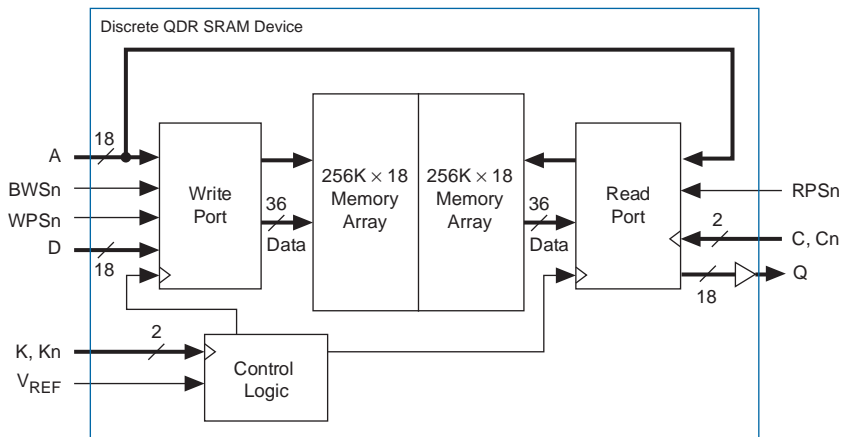 Discrete QDR SRAM Device
A
18
BWSn
WPSn
D
18
Write
Port
36
Data
256K × 18
Memory
Array
256K × 18
Memory
Array
36
Data
Read
Port
RPSn
2
C, Cn
18
Q
K, Kn
2
VREF
Control
Logic